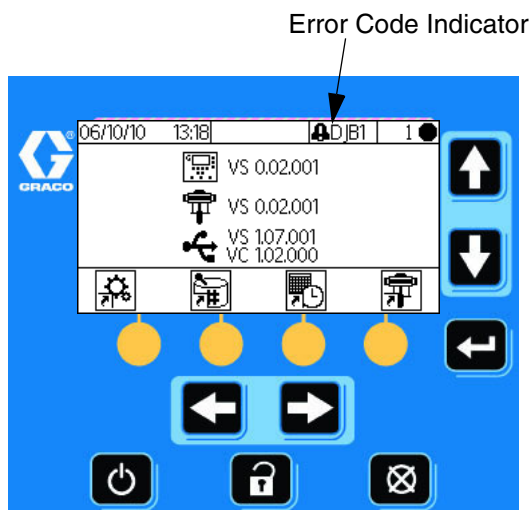 Error Code Indicator
06/10/10 13:18 DJB1 1
GRACO
VS 0.02.001
VS 0.02.001
VS 1.07.001
VC 1.02.000